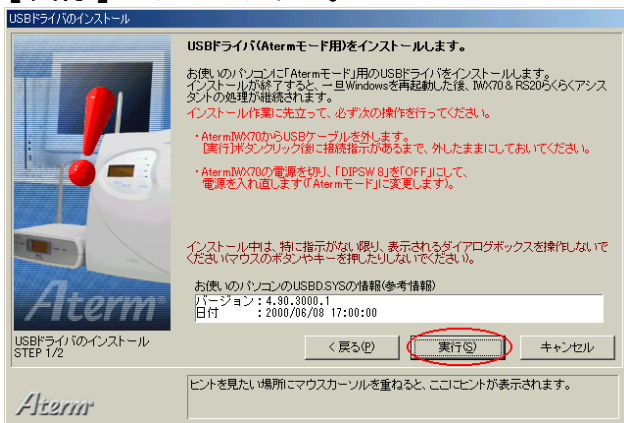 USBドライバのインストール
USBドライバ(Atermモード用)をインストールします。
お使いのパソコンに「Atermモード」用のUSBドライバをインストールします。
インストールが終了すると、一旦Windowsを再起動した後、IWX70&RS20らくらくアシス
タントの処理が継続されます。
インストール作業に先立って、必ず次の操作を行ってください。
・AtermIWX70からUSBケーブルを外します。
[実行]ボタンクリック後に接続指示があるまで、外したままにしておいてください。
・AtermIWX70の電源を切り、「DIPSW 8」を「OFF」にして、
電源を入れ直します(「Atermモード」に変更します)。
インストール中は、特に指示がない限り、表示されるダイアログボックスを操作しないで
ください(マウスのボタンやキーを押したりしないでください)。
お使いのパソコンのUSBD.SYSの情報(参考情報)
バージョン:4.90.3000.1
日付 :2000/06/08 17:00:00
Aterm®
USBドライバのインストール
STEP 1/2
< 戻る(P)
実行(S)
キャンセル
ヒントを見たい場所にマウスカーソルを重ねると、ここにヒントが表示されます。
Aterm